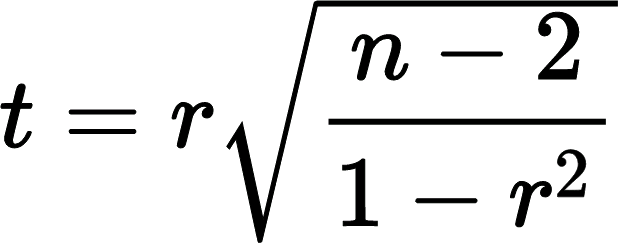 t = r√((n − 2)/(1 − r²))